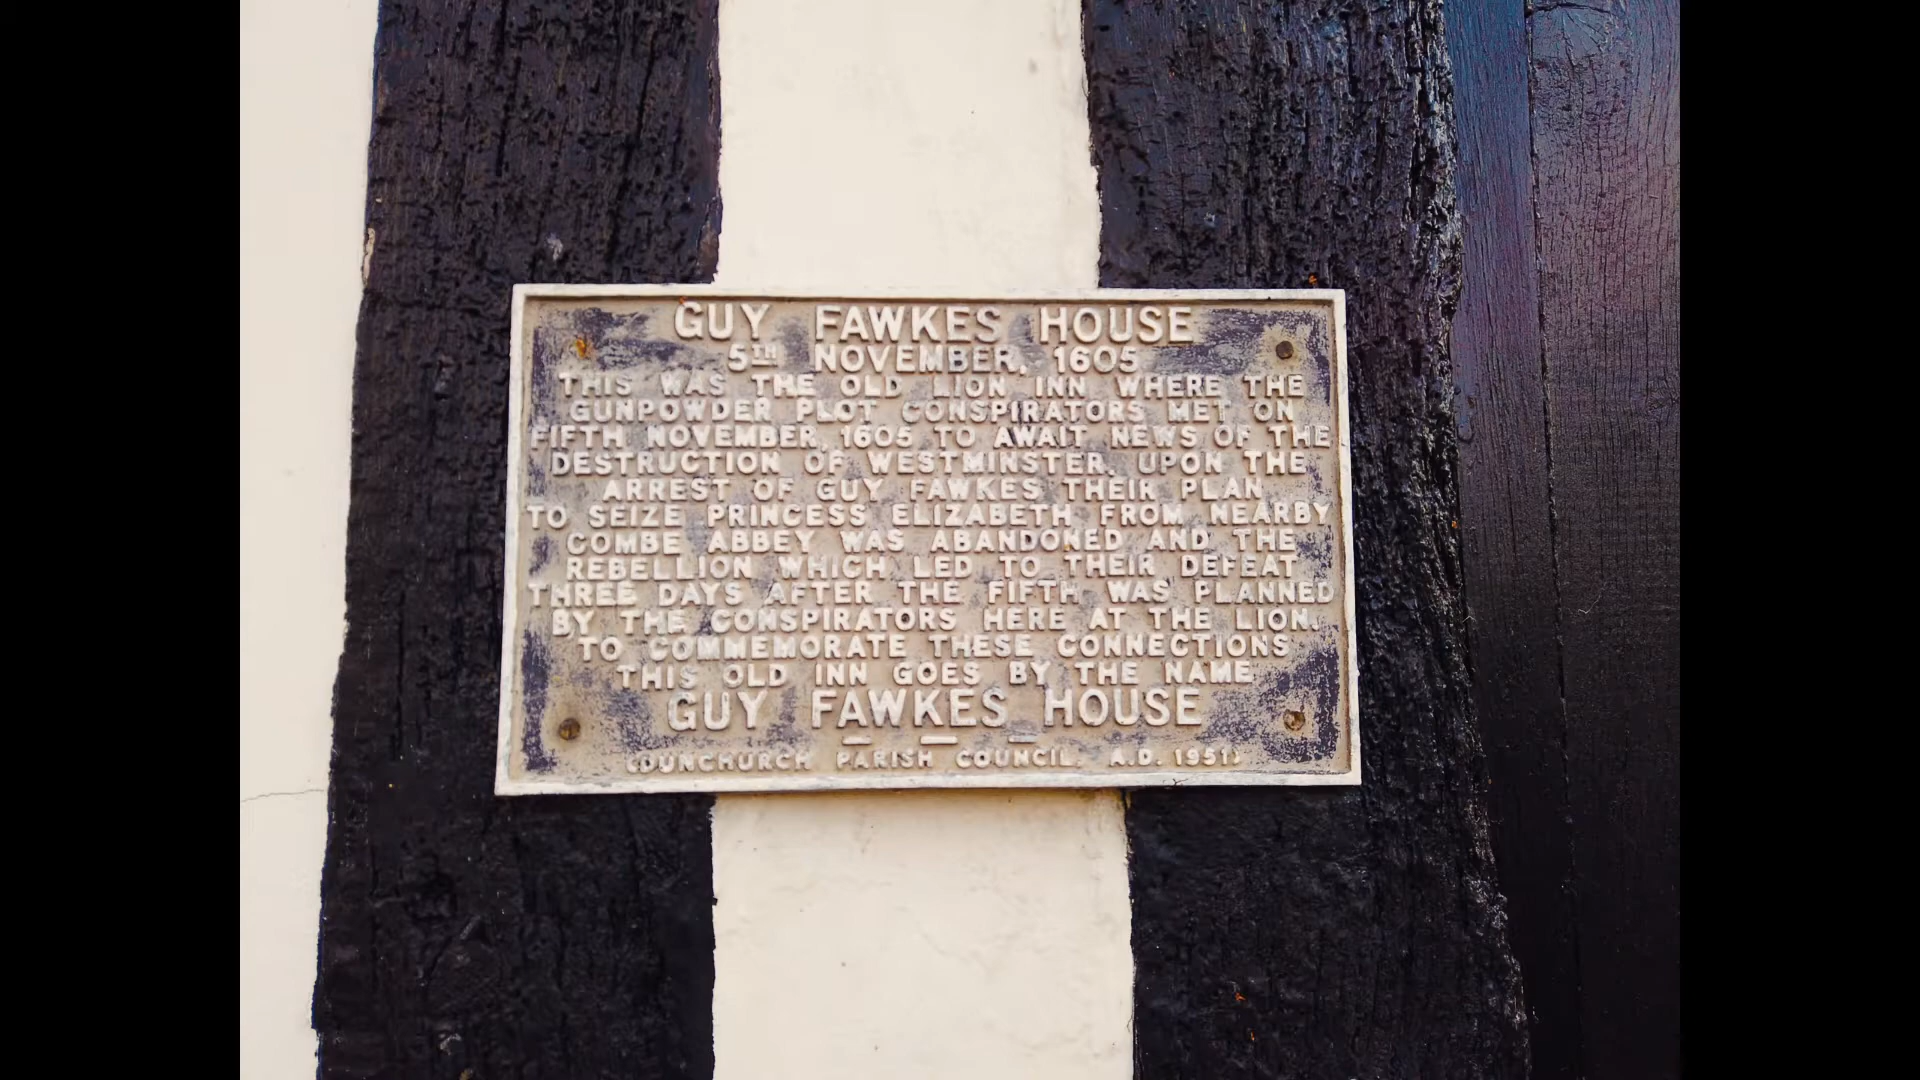 GUY FAWKES HOUSE
5TH NOVEMBER, 1605
THIS WAS THE OLD LION INN WHERE THE
GUNPOWDER PLOT CONSPIRATORS MET ON
FIFTH NOVEMBER, 1605 TO AWAIT NEWS OF THE
DESTRUCTION OF WESTMINSTER. UPON THE
ARREST OF GUY FAWKES THEIR PLAN
TO SEIZE PRINCESS ELIZABETH FROM NEARBY
COMBE ABBEY WAS ABANDONED AND THE
REBELLION WHICH LED TO THEIR DEFEAT
THREE DAYS AFTER THE FIFTH WAS PLANNED
BY THE CONSPIRATORS HERE AT THE LION.
TO COMMEMORATE THESE CONNECTIONS
THIS OLD INN GOES BY THE NAME
GUY FAWKES HOUSE
(DUNCHURCH PARISH COUNCIL. A.D. 1951)